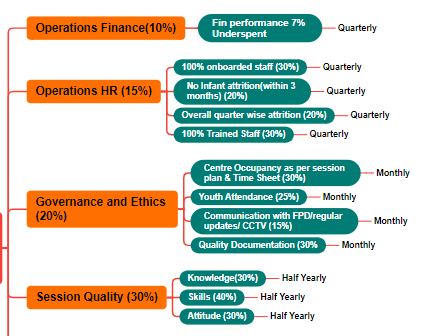 Operations Finance(10%)
Fin performance 7%
Underspent
Quarterly
Operations HR (15%)
100% onboarded staff (30%)
Quarterly
No Infant attrition(within 3
months) (20%)
Quarterly
Overall quarter wise attrition (20%)
Quarterly
100% Trained Staff (30%)
Quarterly
Governance and Ethics
(20%)
Centre Occupancy as per session
plan & Time Sheet (30%)
Monthly
Youth Attendance (25%)
Monthly
Communication with FPD/regular
updates/ CCTV (15%)
Monthly
Quality Documentation (30%
Monthly
Session Quality (30%)
Knowledge(30%)
Half Yearly
Skills (40%)
Half Yearly
Attitude (30%)
Half Yearly